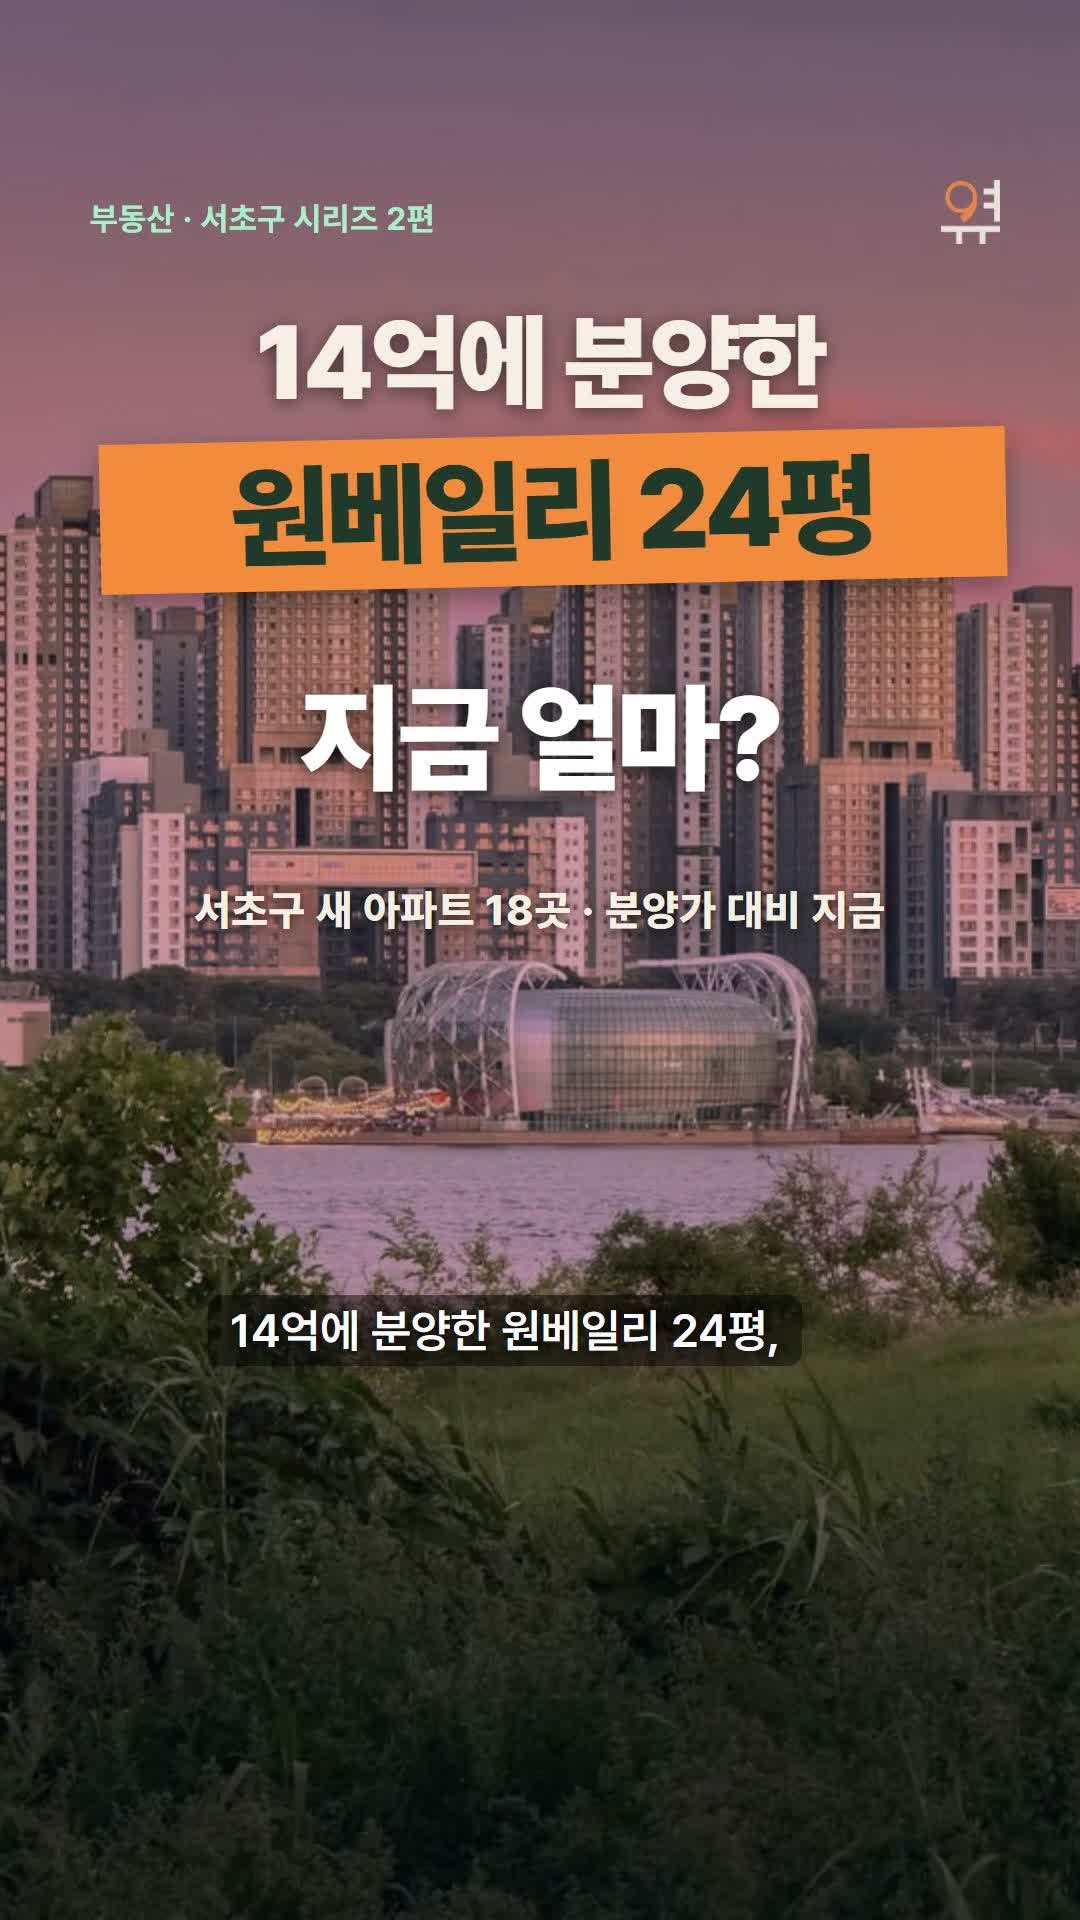 부동산 · 서초구 시리즈 2편
유여
14억에 분양한
원베일리 24평
지금 얼마?
서초구 새 아파트 18곳 · 분양가 대비 지금
14억에 분양한 원베일리 24평,